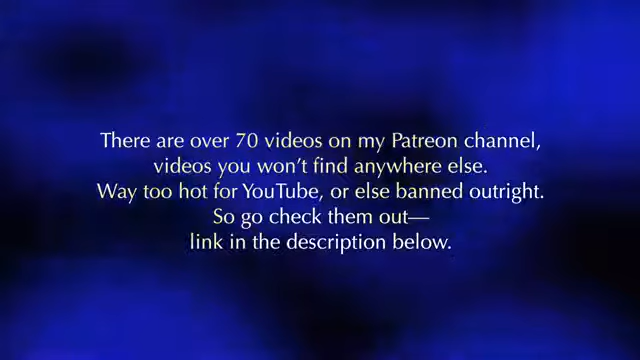 There are over 70 videos on my Patreon channel,
videos you won't find anywhere else.
Way too hot for YouTube, or else banned outright.
So go check them out—
link in the description below.